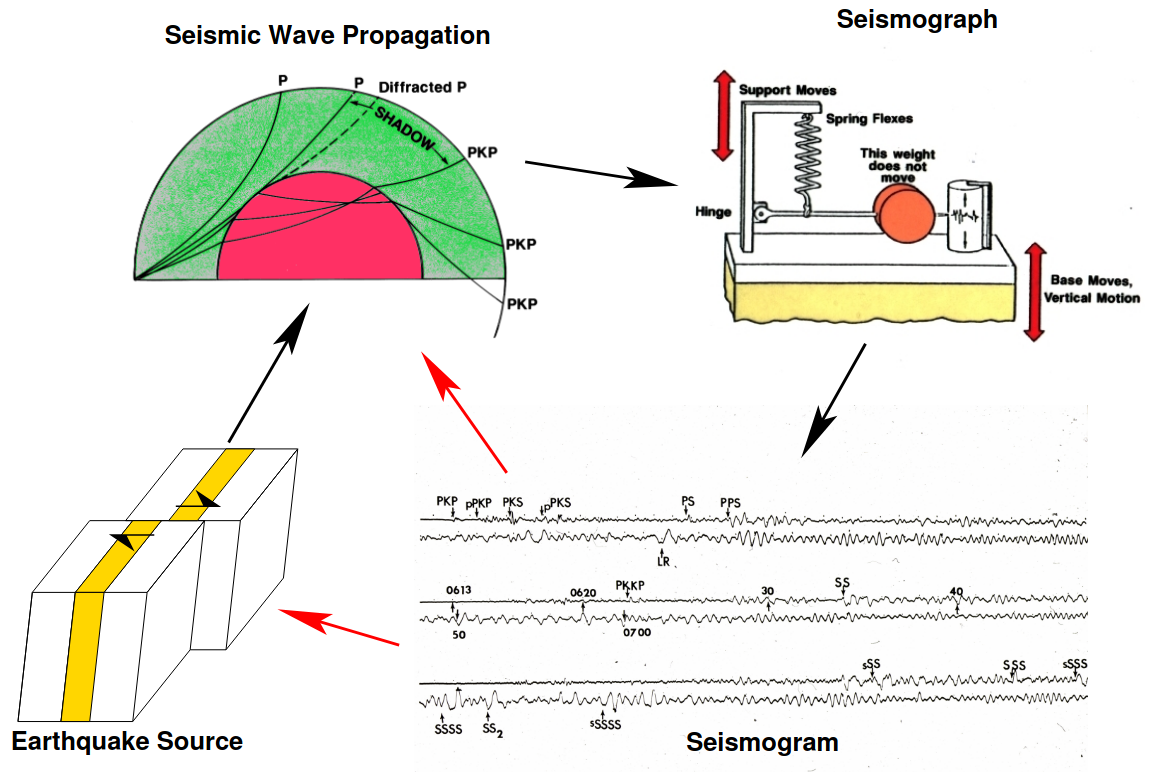 Seismic Wave Propagation
Seismograph
P
P
Diffracted P
SHADOW
PKP
PKP
PKP
Support Moves
Spring Flexes
This weight
does not
move
Hinge
Base Moves,
Vertical Motion
PKP pPKP PKS pPKS PS PPS
LR
0613 0620 PKKP 30 SS 40
50 0700
sSS SSS sSSS
SSSS SS2 sSSSS
Earthquake Source
Seismogram